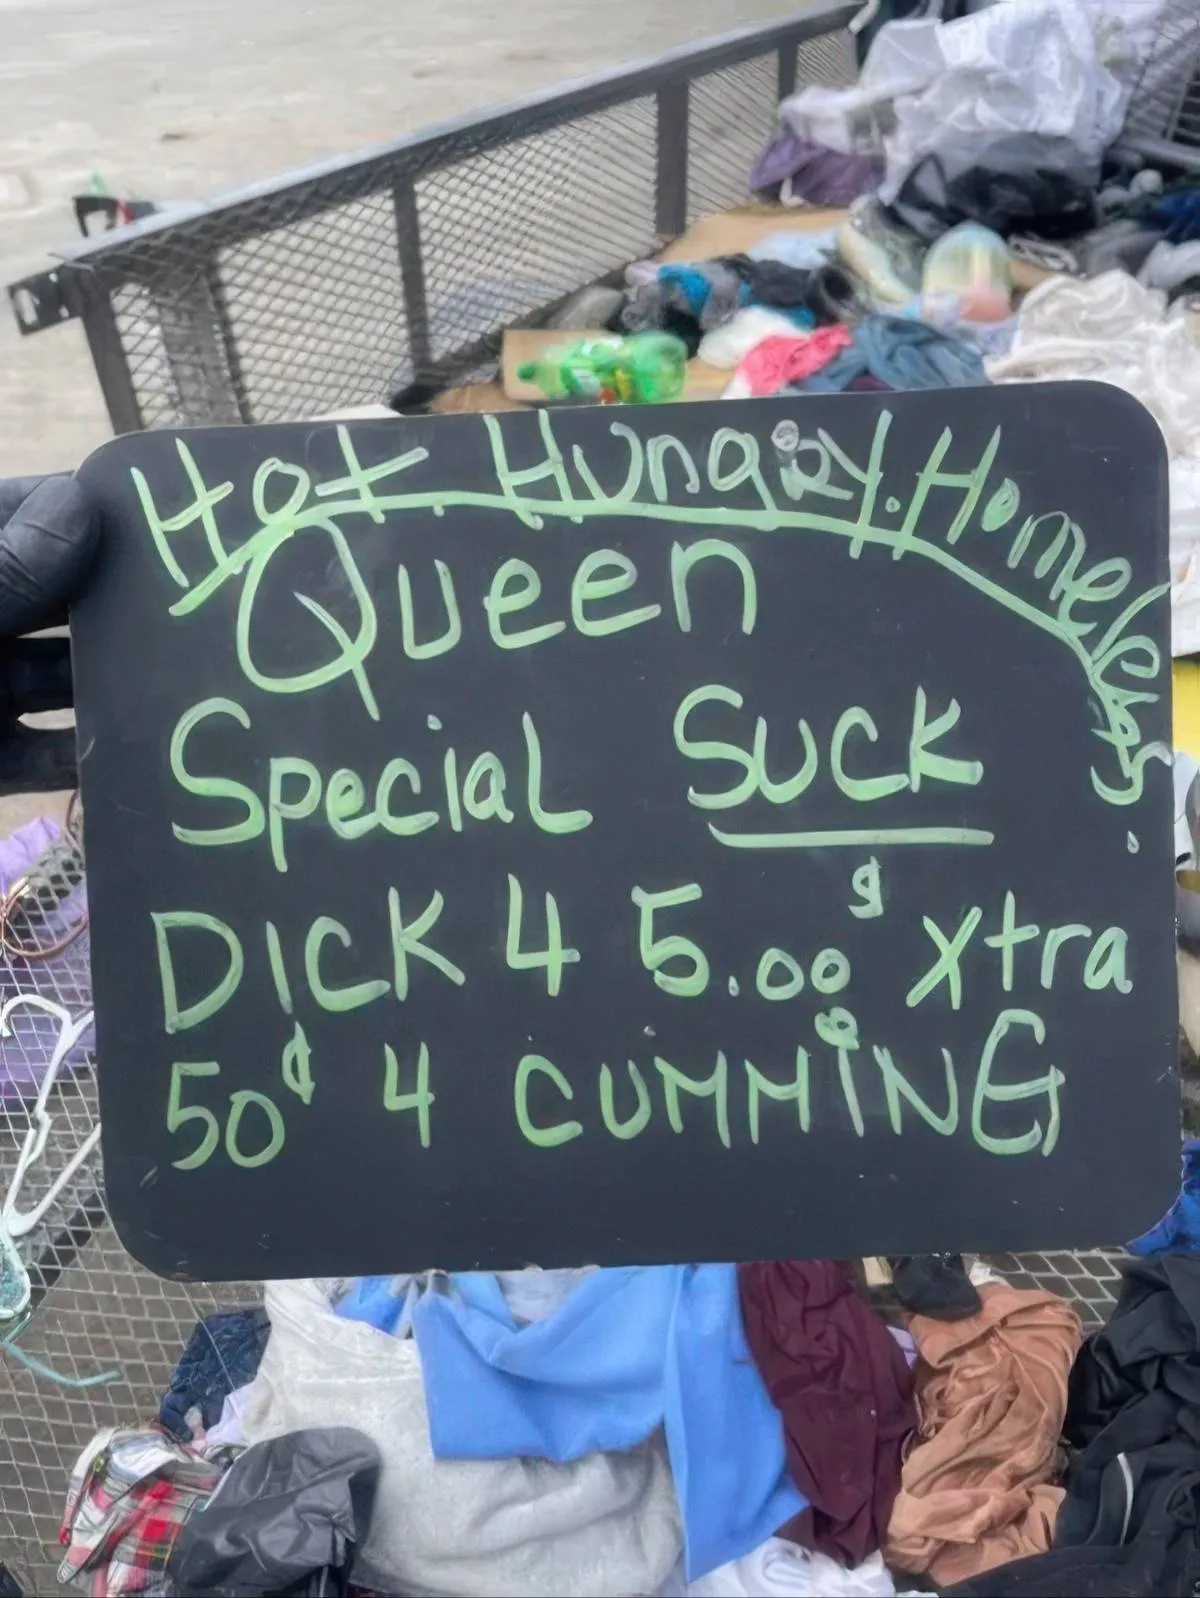 Hot Hungry. Homeless.
Queen
Special SUCK
DICK 4 5.00 $ xtra
50¢ 4 CUMMiNG